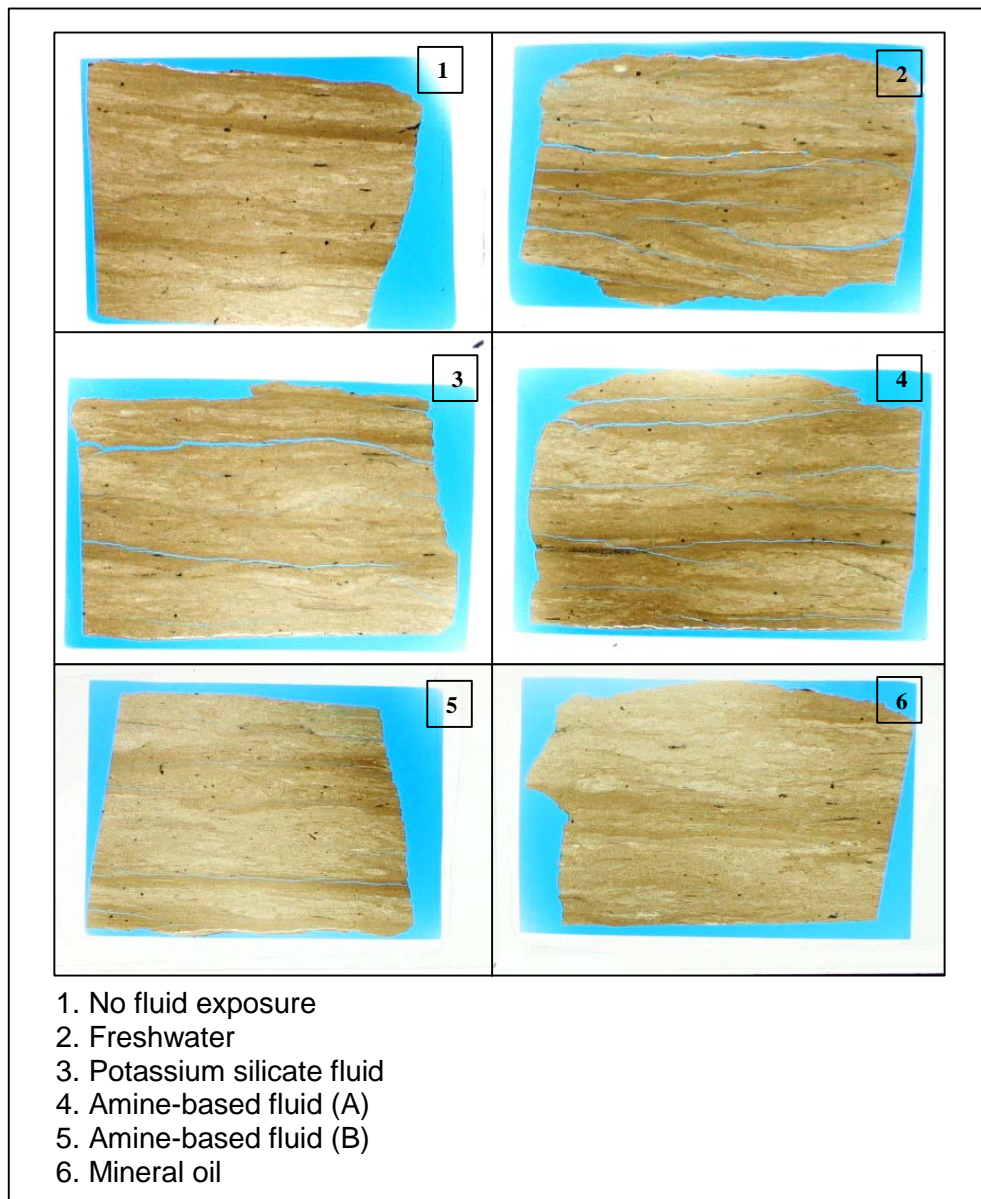 1
2
3
4
5
6
1. No fluid exposure
2. Freshwater
3. Potassium silicate fluid
4. Amine-based fluid (A)
5. Amine-based fluid (B)
6. Mineral oil